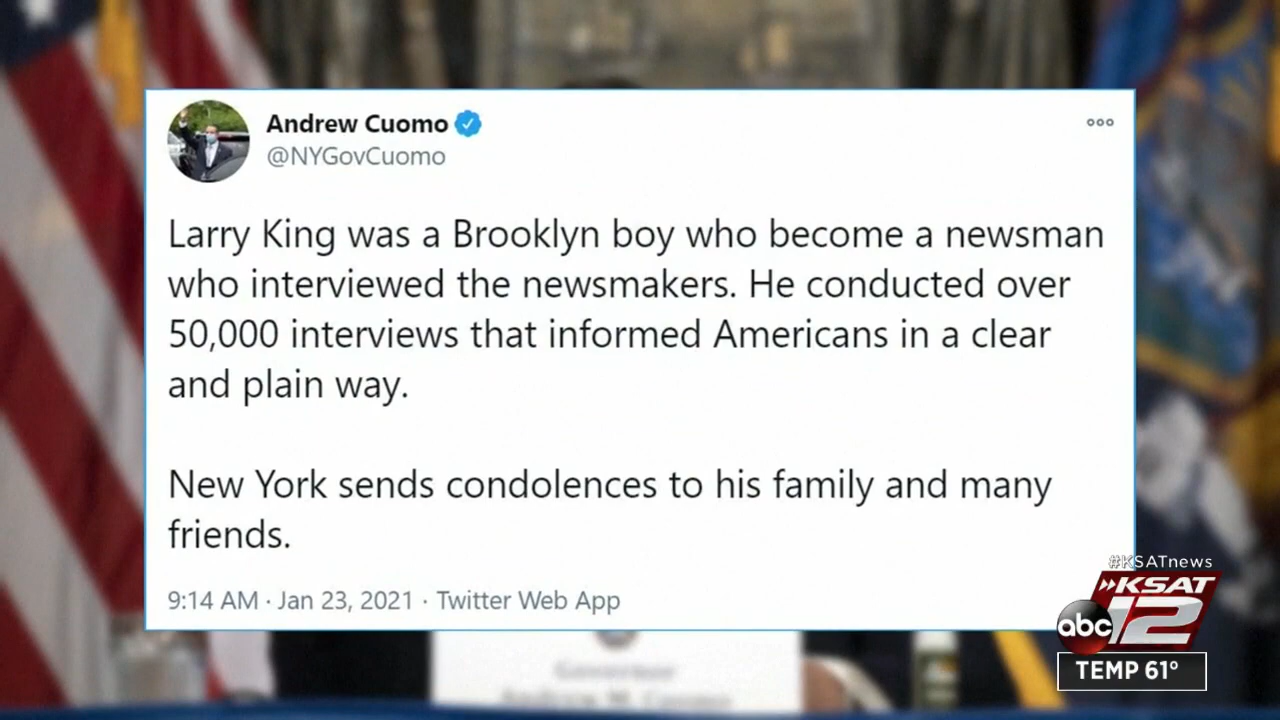 Andrew Cuomo
@NYGovCuomo
Larry King was a Brooklyn boy who become a newsman
who interviewed the newsmakers. He conducted over
50,000 interviews that informed Americans in a clear
and plain way.
New York sends condolences to his family and many
friends.
9:14 AM · Jan 23, 2021 · Twitter Web App
#KSATnews
KSAT
abc 12
TEMP 61°
Governor